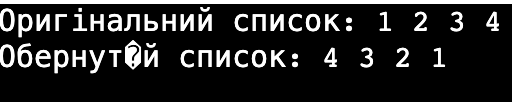 Оригінальний список: 1 2 3 4
Обернут�й список: 4 3 2 1